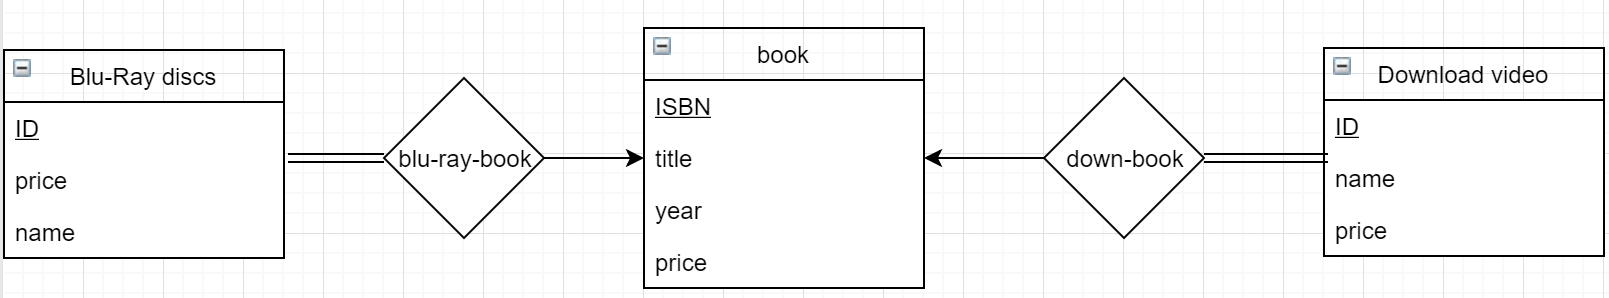 Blu-Ray discs
ID
price
name
blu-ray-book
book
ISBN
title
year
price
down-book
Download video
ID
name
price